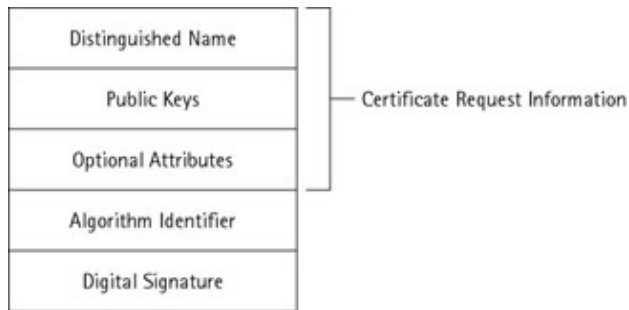 Distinguished Name
Public Keys
Certificate Request Information
Optional Attributes
Algorithm Identifier
Digital Signature